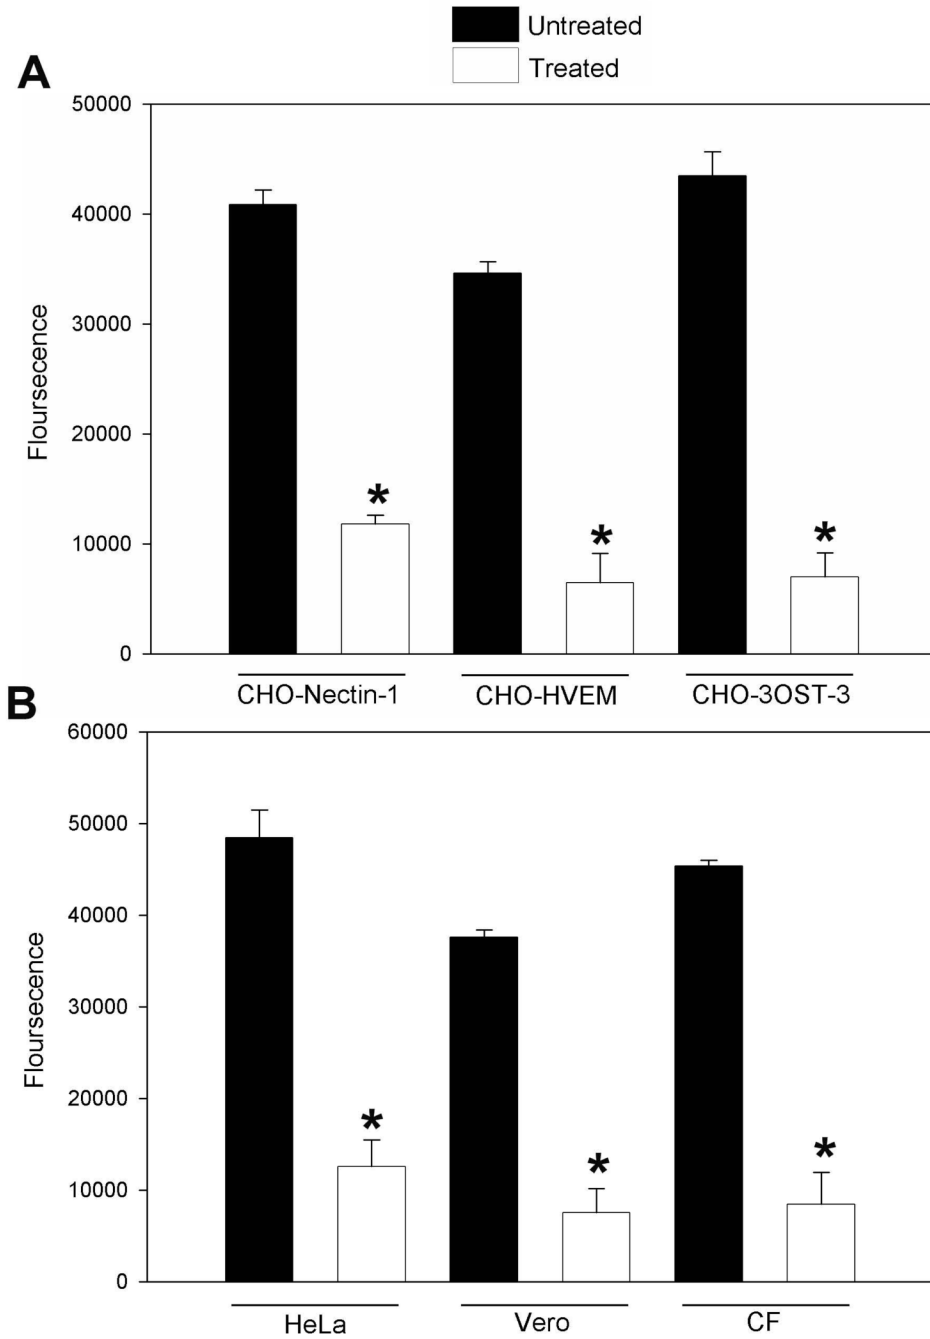 Untreated
Treated
A
50000
40000
30000
20000
10000
0
Floursecence
*
*
*
CHO-Nectin-1 CHO-HVEM CHO-3OST-3
B
60000
50000
40000
30000
20000
10000
0
Floursecence
*
*
*
HeLa Vero CF